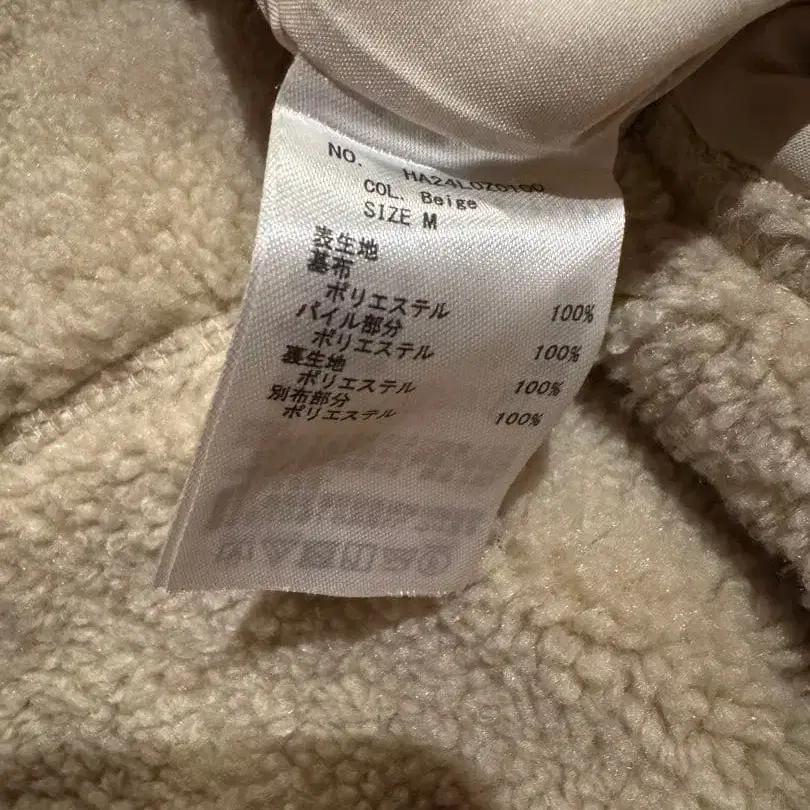 NO. HA24L0Z0100
COL. Beige
SIZE M
表生地
基布
ポリエステル 100%
パイル部分
ポリエステル 100%
裏生地
ポリエステル 100%
別布部分
ポリエステル 100%